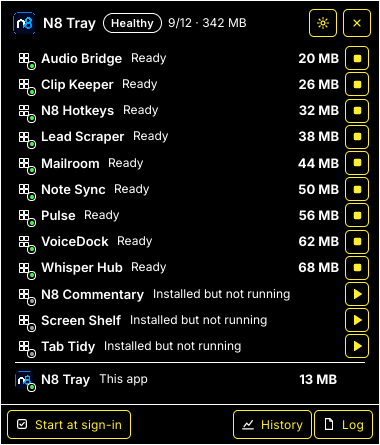 n8 N8 Tray Healthy 9/12 · 342 MB
Audio Bridge Ready 20 MB
Clip Keeper Ready 26 MB
N8 Hotkeys Ready 32 MB
Lead Scraper Ready 38 MB
Mailroom Ready 44 MB
Note Sync Ready 50 MB
Pulse Ready 56 MB
VoiceDock Ready 62 MB
Whisper Hub Ready 68 MB
N8 Commentary Installed but not running
Screen Shelf Installed but not running
Tab Tidy Installed but not running
n8 N8 Tray This app 13 MB
Start at sign-in History Log